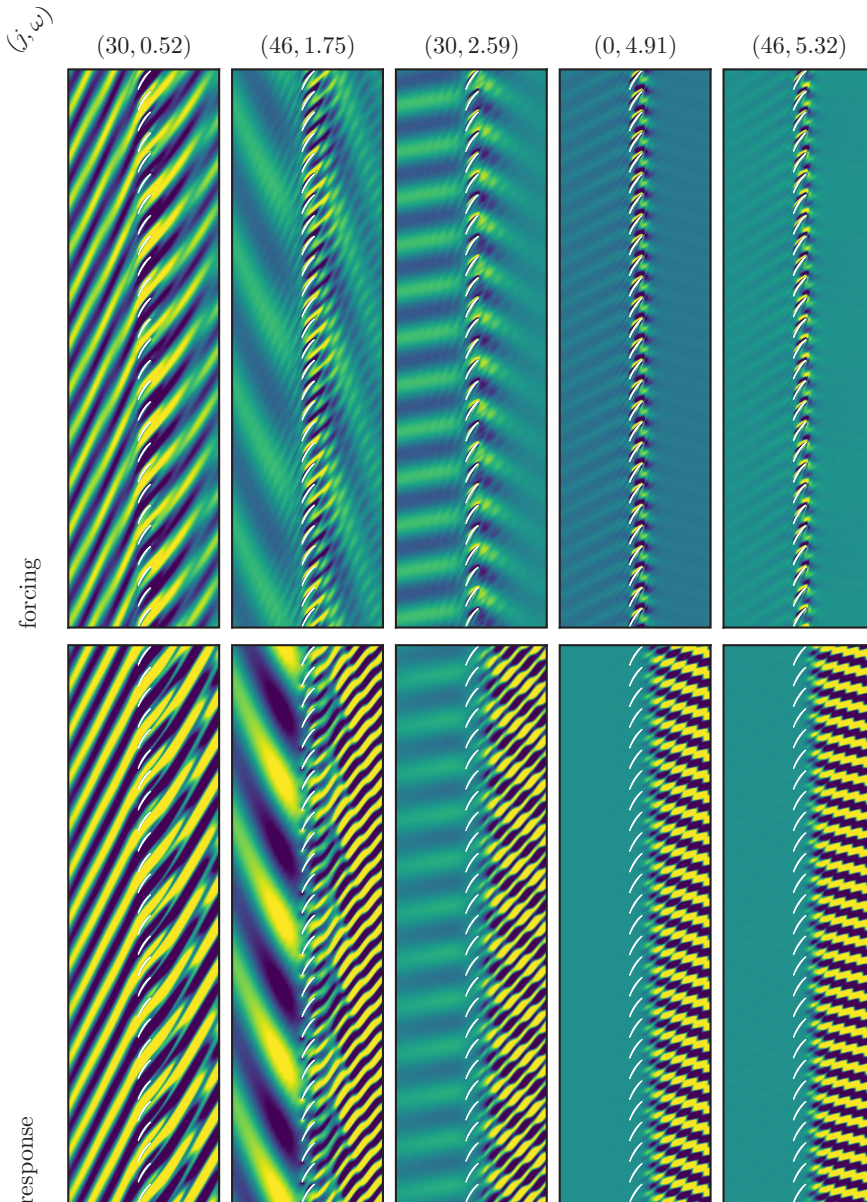 (j, ω)
(30, 0.52) (46, 1.75) (30, 2.59) (0, 4.91) (46, 5.32)
forcing
response